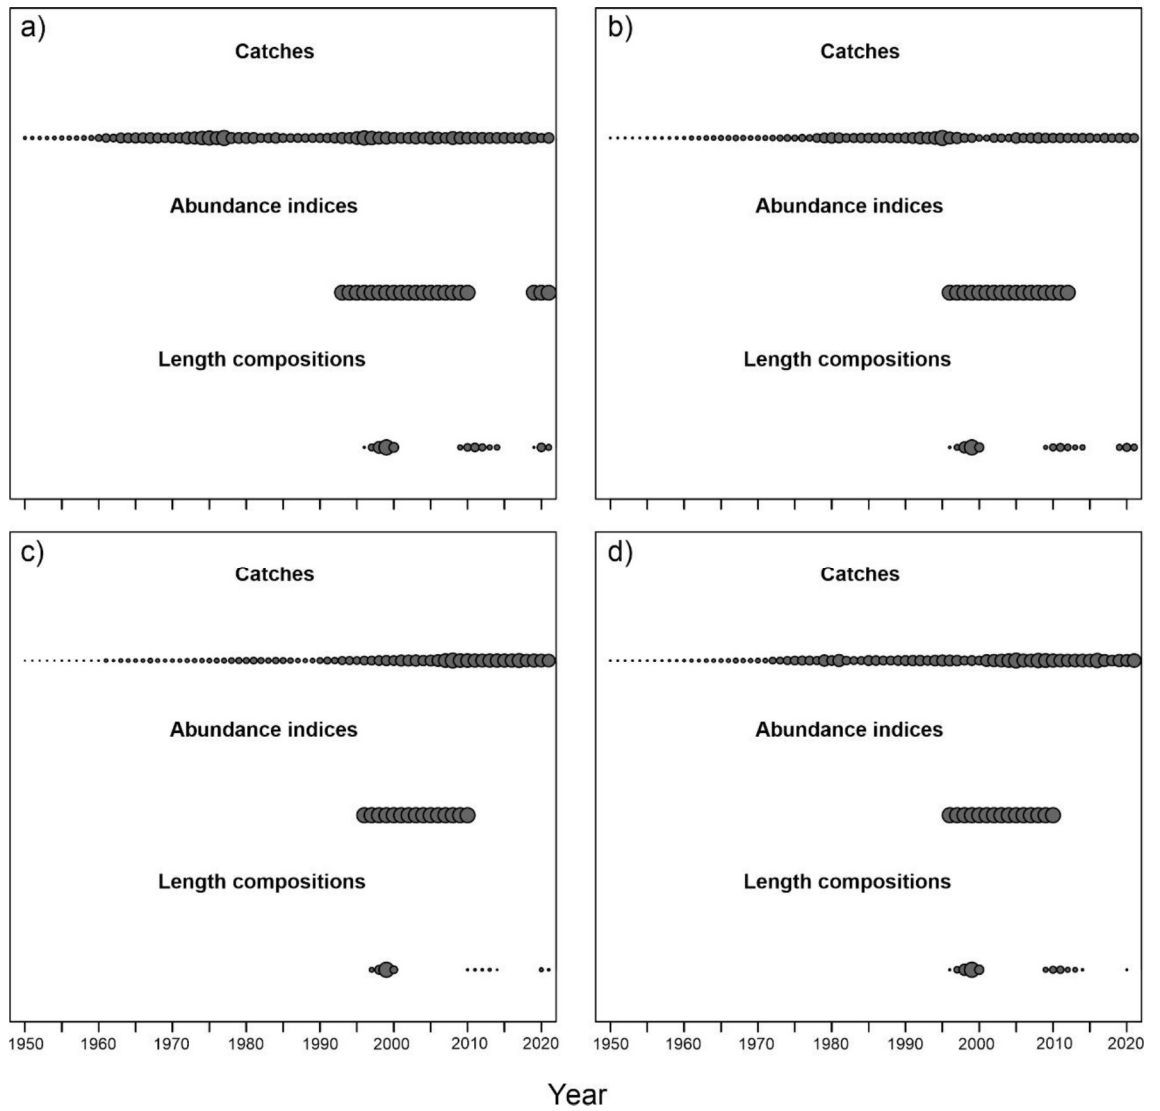 a)
Catches
Abundance indices
Length compositions
b)
Catches
Abundance indices
Length compositions
c)
Catches
Abundance indices
Length compositions
1950 1960 1970 1980 1990 2000 2010 2020
d)
Catches
Abundance indices
Length compositions
1950 1960 1970 1980 1990 2000 2010 2020
Year